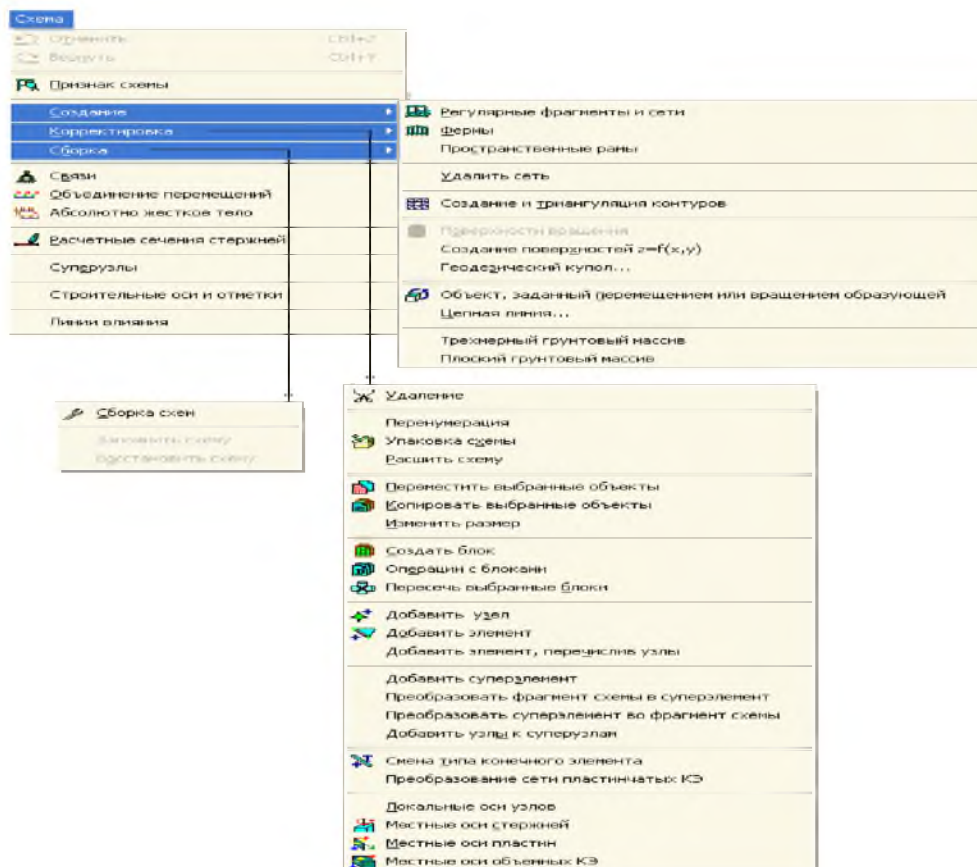 Схема
Отменить Ctrl+Z
Вернуть Ctrl+Y
Признак схемы
Создание
Корректировка
Сборка
Связи
Объединение перемещений
Абсолютно жесткое тело
Расчетные сечения стержней
Суперузлы
Строительные оси и отметки
Линии влияния
Регулярные фрагменты и сети
Фермы
Пространственные рамы
Удалить сеть
Создание и триангуляция контуров
Поверхности вращения
Создание поверхностей z=f(x,y)
Геодезический купол...
Объект, заданный перемещением или вращением образующей
Цепная линия...
Трехмерный грунтовый массив
Плоский грунтовый массив
Сборка схем
Запомнить схему
Восстановить схему
Удаление
Перенумерация
Упаковка схемы
Расшить схему
Переместить выбранные объекты
Копировать выбранные объекты
Изменить размер
Создать блок
Операции с блоками
Пересечь выбранные блоки
Добавить узел
Добавить элемент
Добавить элемент, перечислив узлы
Добавить суперэлемент
Преобразовать фрагмент схемы в суперэлемент
Преобразовать суперэлемент во фрагмент схемы
Добавить узлы к суперузлам
Смена типа конечного элемента
Преобразование сети пластинчатых КЭ
Локальные оси узлов
Местные оси стержней
Местные оси пластин
Местные оси объемных КЭ